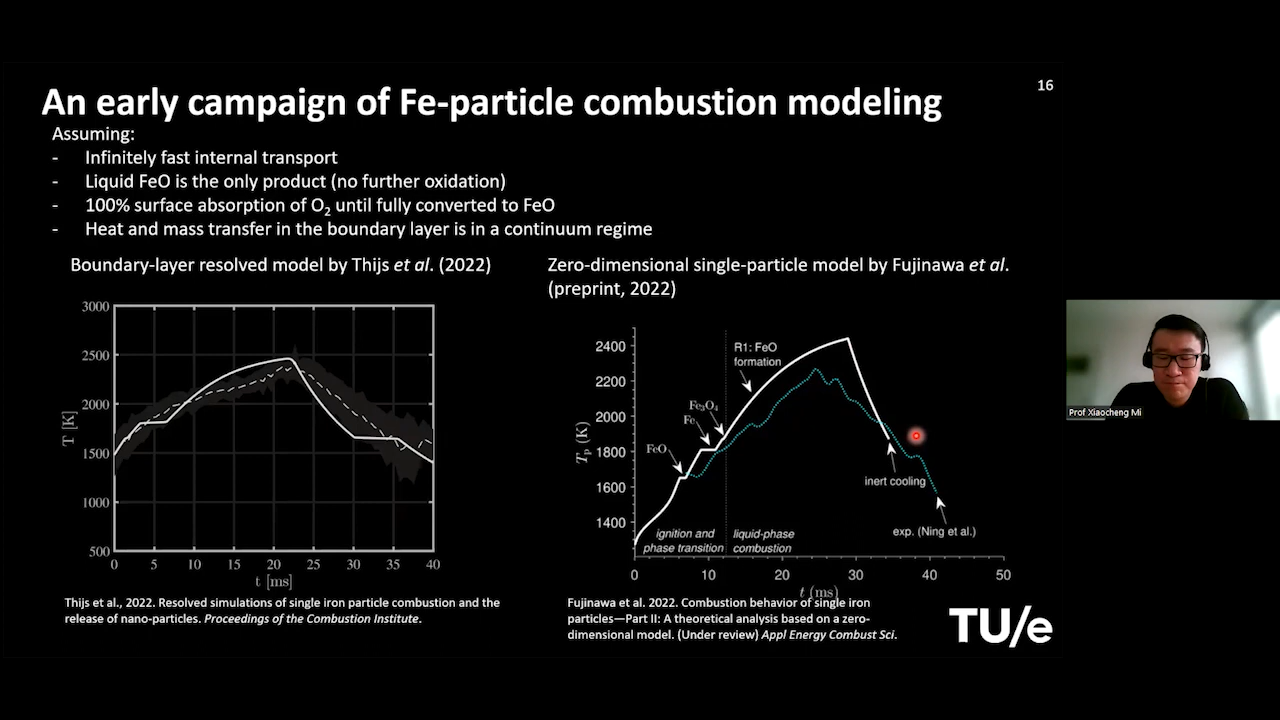 16
An early campaign of Fe-particle combustion modeling
Assuming:
- Infinitely fast internal transport
- Liquid FeO is the only product (no further oxidation)
- 100% surface absorption of O₂ until fully converted to FeO
- Heat and mass transfer in the boundary layer is in a continuum regime
Boundary-layer resolved model by Thijs et al. (2022)
3000
2500
2000
1500
1000
500
T [K]
0 5 10 15 20 25 30 35 40
t [ms]
Thijs et al., 2022. Resolved simulations of single iron particle combustion and the
release of nano-particles. Proceedings of the Combustion Institute.
Zero-dimensional single-particle model by Fujinawa et al.
(preprint, 2022)
2400
2200
2000
1800
1600
1400
Tₚ (K)
R1: FeO
formation
Fe₃O₄
Fe
FeO
inert cooling
exp. (Ning et al.)
ignition and
phase transition
liquid-phase
combustion
0 10 20 30 40 50
t (ms)
Fujinawa et al. 2022. Combustion behavior of single iron
particles—Part II: A theoretical analysis based on a zero-
dimensional model. (Under review) Appl Energy Combust Sci.
TU/e
Prof Xiaocheng Mi